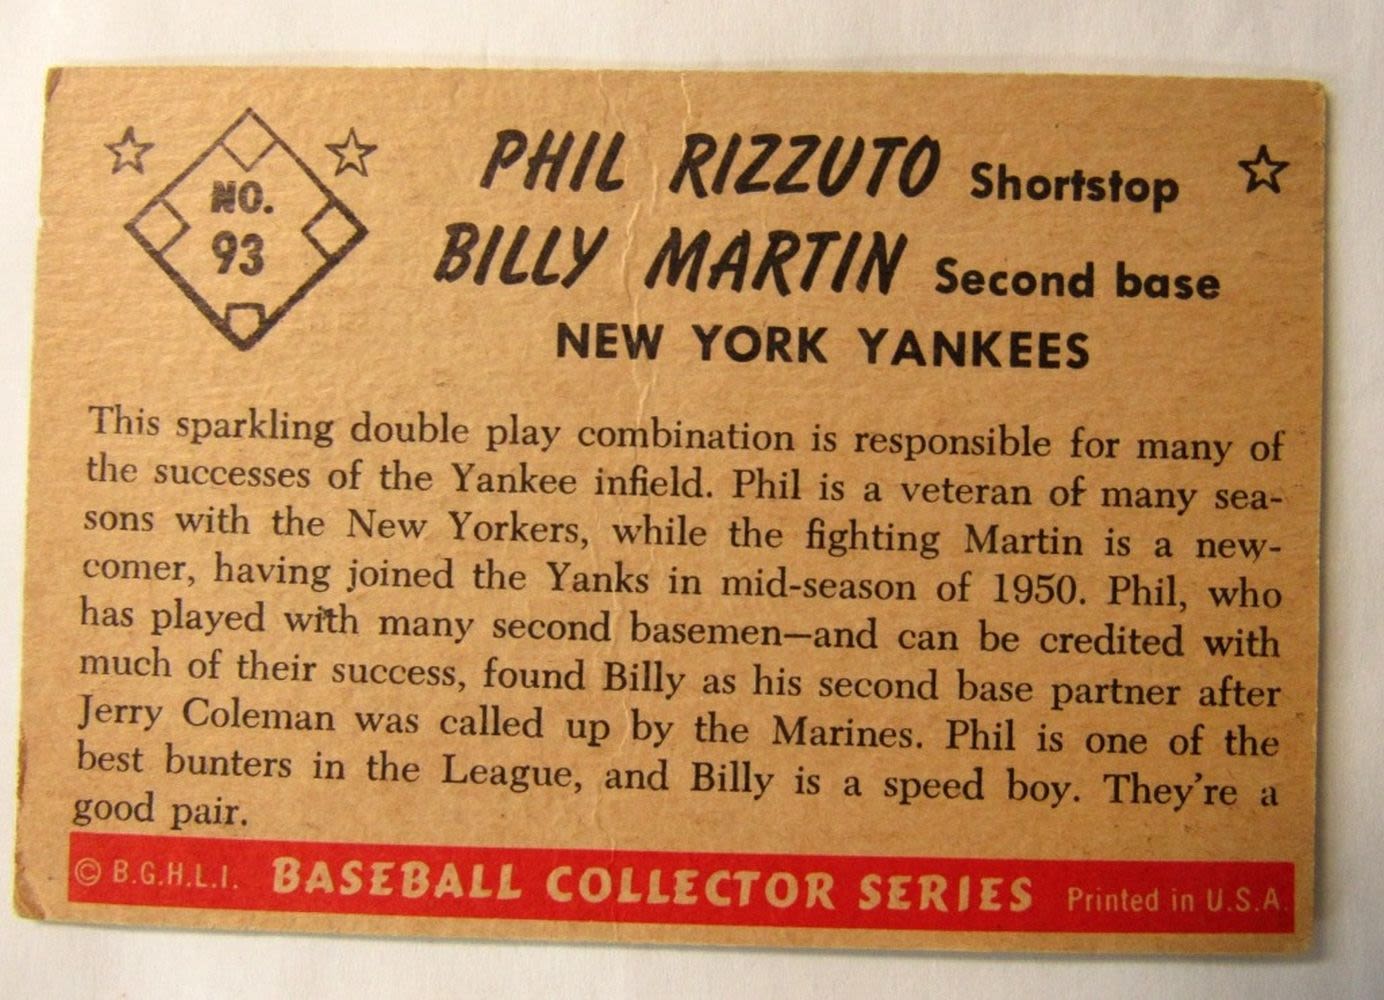 NO.
93
PHIL RIZZUTO Shortstop
BILLY MARTIN Second base
NEW YORK YANKEES
This sparkling double play combination is responsible for many of
the successes of the Yankee infield. Phil is a veteran of many sea-
sons with the New Yorkers, while the fighting Martin is a new-
comer, having joined the Yanks in mid-season of 1950. Phil, who
has played with many second basemen—and can be credited with
much of their success, found Billy as his second base partner after
Jerry Coleman was called up by the Marines. Phil is one of the
best bunters in the League, and Billy is a speed boy. They're a
good pair.
© B.G.H.L.I. BASEBALL COLLECTOR SERIES Printed in U.S.A.